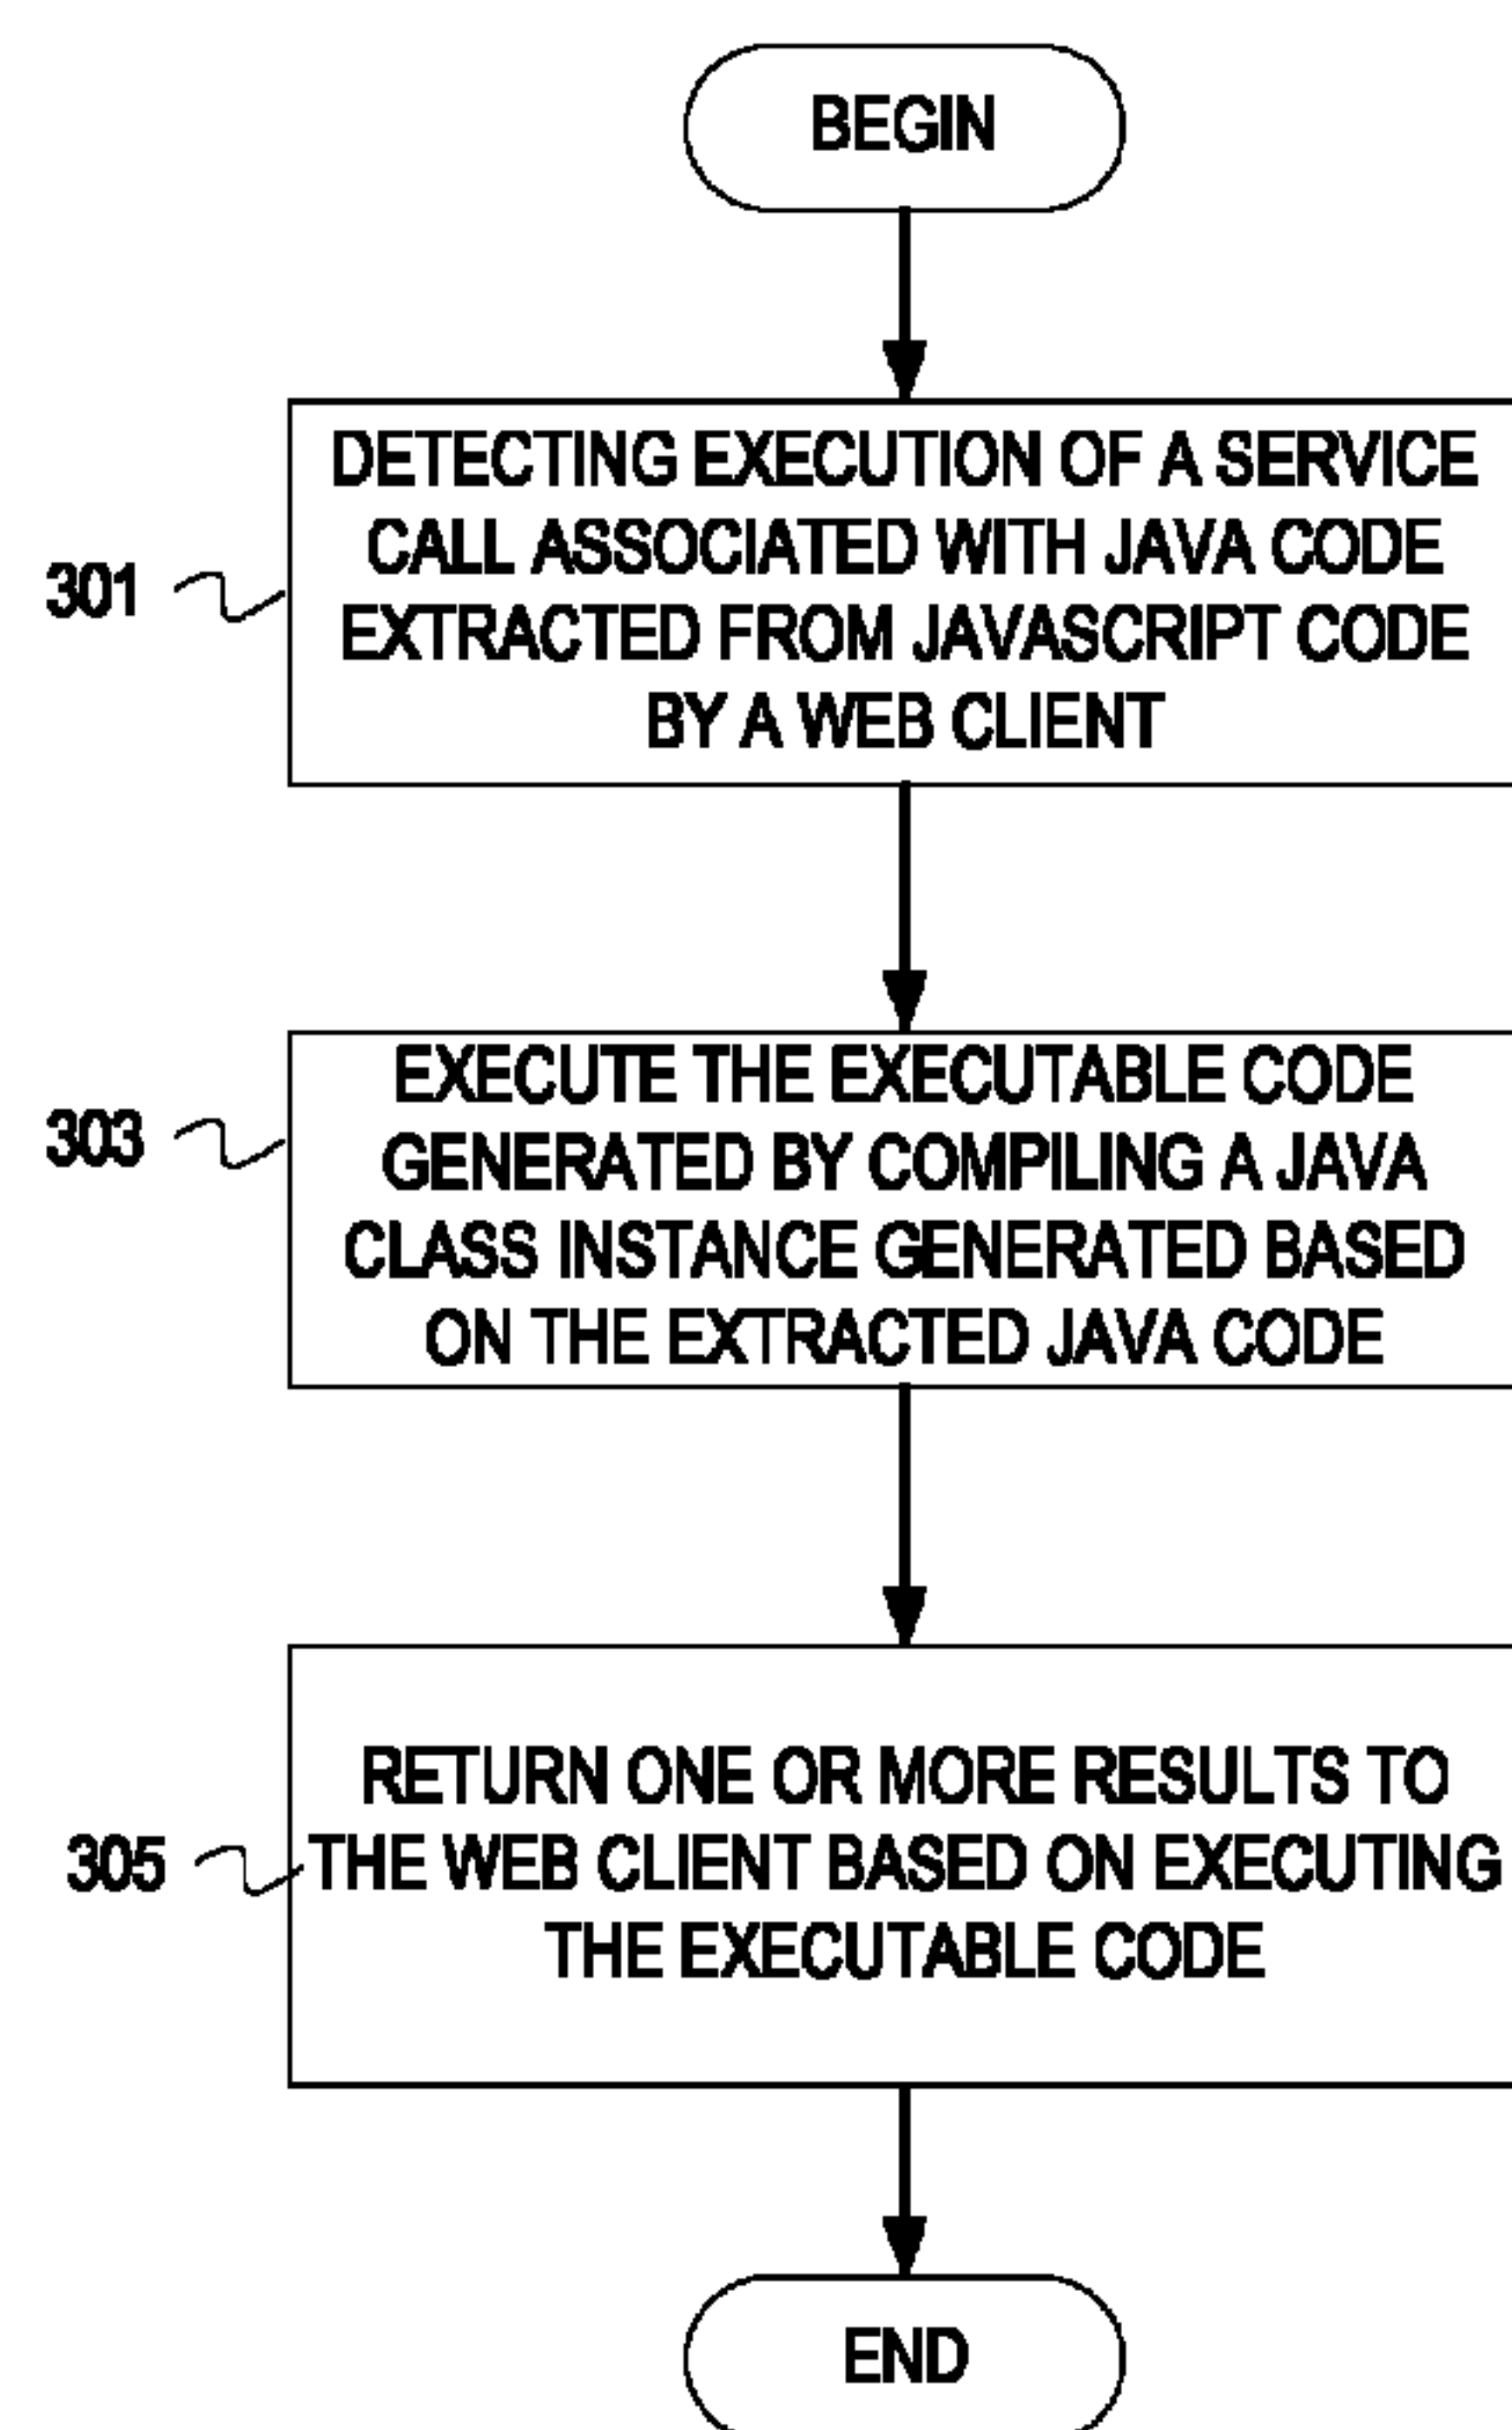 BEGIN
DETECTING EXECUTION OF A SERVICE
CALL ASSOCIATED WITH JAVA CODE
EXTRACTED FROM JAVASCRIPT CODE
BY A WEB CLIENT
301
EXECUTE THE EXECUTABLE CODE
GENERATED BY COMPILING A JAVA
CLASS INSTANCE GENERATED BASED
ON THE EXTRACTED JAVA CODE
303
RETURN ONE OR MORE RESULTS TO
THE WEB CLIENT BASED ON EXECUTING
THE EXECUTABLE CODE
305
END